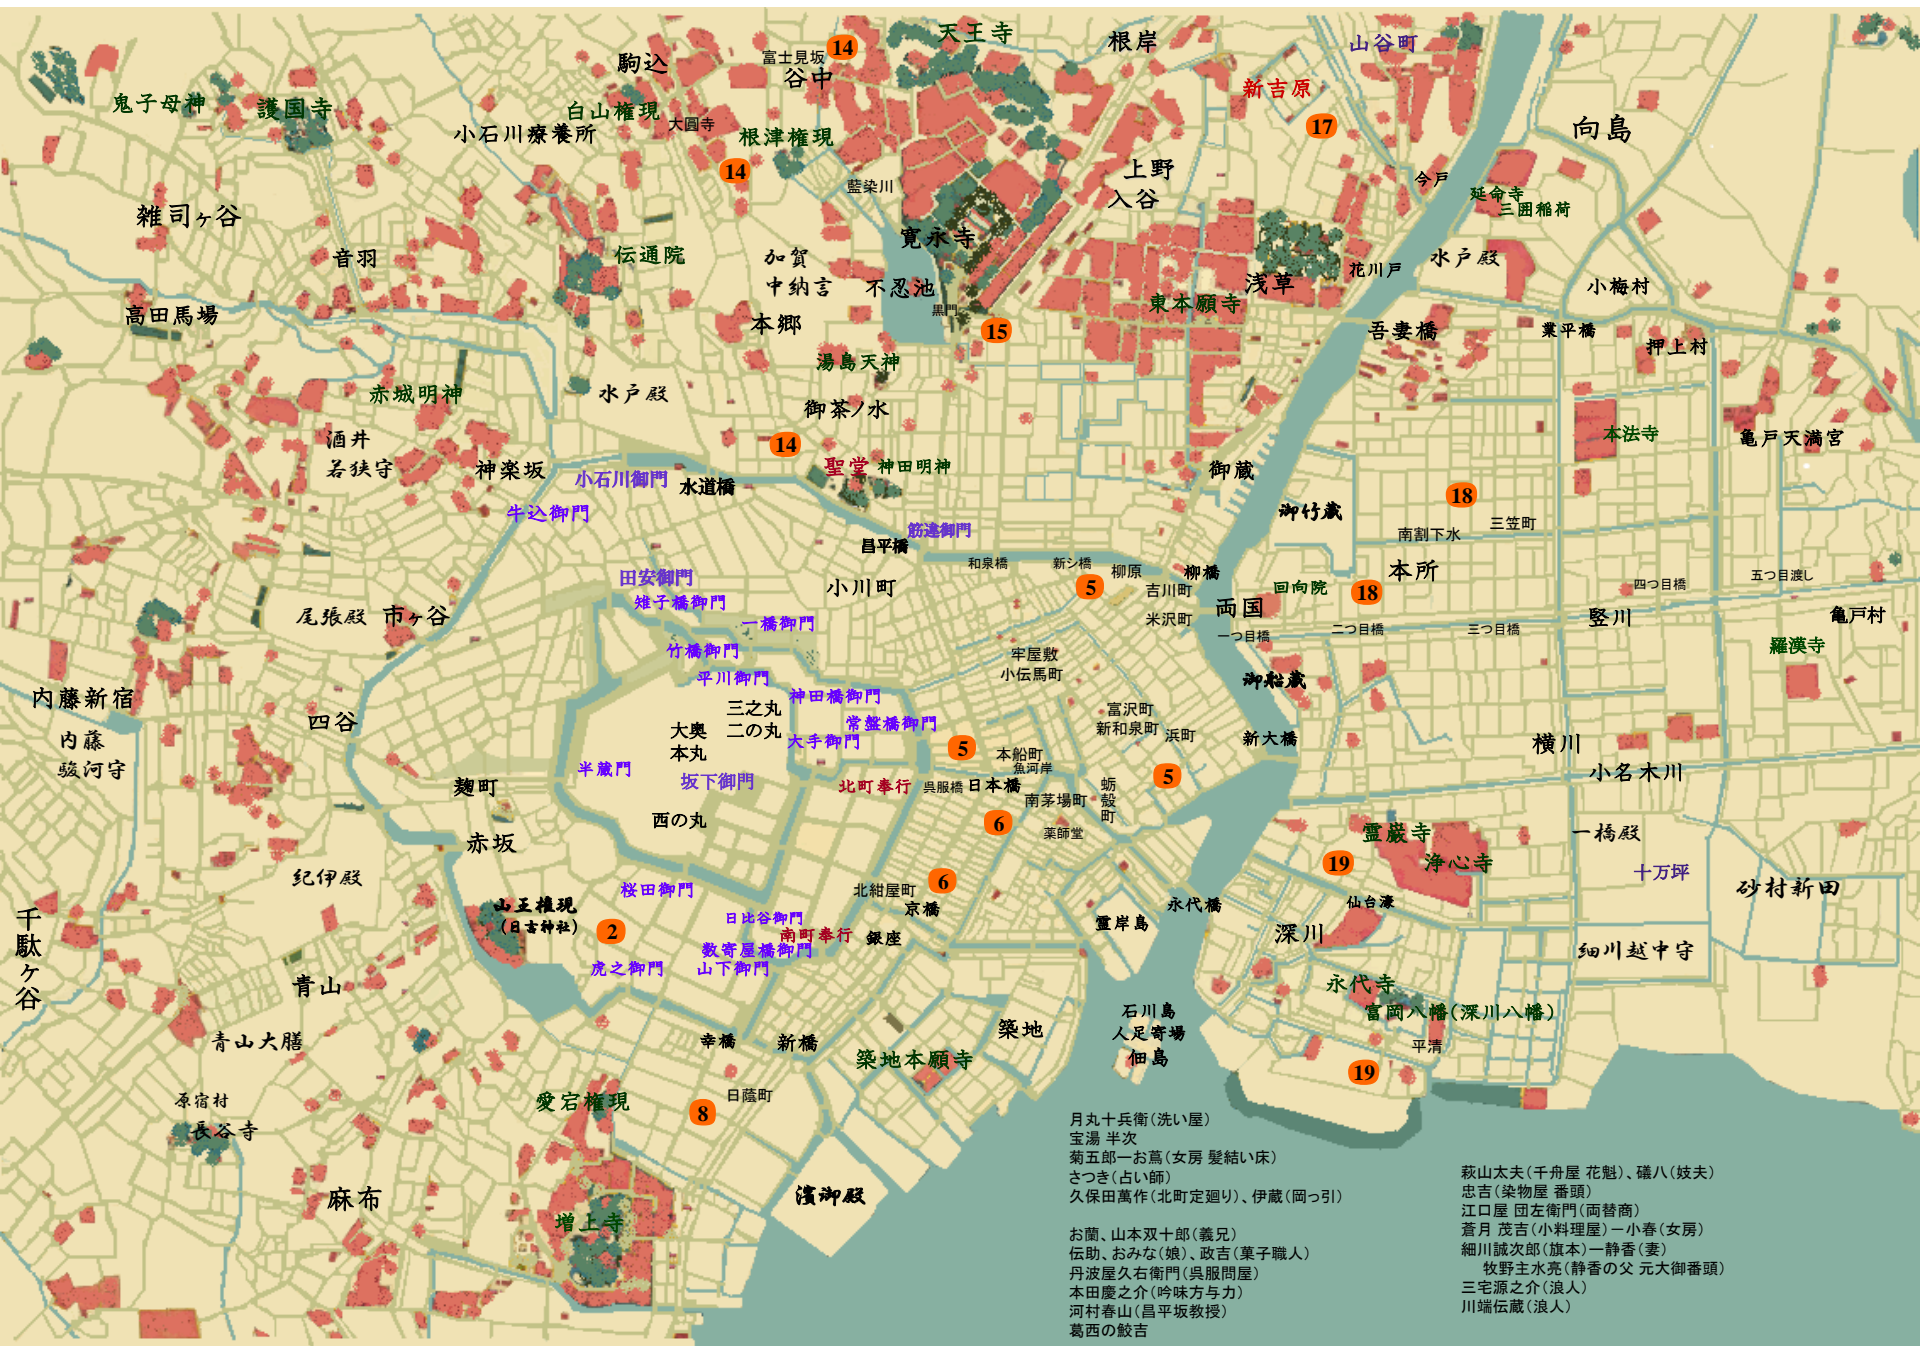 天王寺
根岸
山谷町
駒込
富士見坂
14
谷中
新吉原
鬼子母神
護国寺
白山権現
大圓寺
小石川療養所
根津権現
17
向島
14
藍染川
上野
入谷
今戸
延命寺
三囲稲荷
雑司ヶ谷
音羽
伝通院
加賀
中納言
寛永寺
不忍池
黒門
浅草
花川戸
水戸殿
小梅村
高田馬場
本郷
15
東本願寺
吾妻橋
業平橋
押上村
湯島天神
赤城明神
水戸殿
御茶ノ水
酒井
若狭守
14
本法寺
亀戸天満宮
神楽坂
小石川御門
水道橋
聖堂
神田明神
御蔵
牛込御門
御竹蔵
18
三笠町
南割下水
筋違御門
昌平橋
和泉橋
新シ橋
柳原
柳橋
本所
田安御門
雉子橋御門
小川町
5
吉川町
米沢町
両国
回向院
18
四つ目橋
五つ目渡し
尾張殿
市ヶ谷
一橋御門
竹橋御門
一つ目橋
二つ目橋
三つ目橋
竪川
亀戸村
羅漢寺
牢屋敷
小伝馬町
平川御門
神田橋御門
御船蔵
内藤新宿
四谷
三之丸
二の丸
大奥
本丸
常盤橋御門
大手御門
富沢町
新和泉町
浜町
新大橋
内藤
駿河守
5
本船町
魚河岸
横川
半蔵門
坂下御門
北町奉行
呉服橋
日本橋
5
小名木川
麹町
南茅場町
蛎殻町
西の丸
6
薬師堂
赤坂
霊巌寺
浄心寺
一橋殿
19
十万坪
砂村新田
紀伊殿
桜田御門
北紺屋町
6
京橋
永代橋
仙台濠
山王権現
(日吉神社)
2
日比谷御門
南町奉行
銀座
霊岸島
深川
千駄ヶ谷
数寄屋橋御門
虎之御門
山下御門
細川越中守
青山
永代寺
富岡八幡(深川八幡)
石川島
人足寄場
佃島
築地
青山大膳
幸橋
新橋
築地本願寺
平清
19
原宿村
長谷寺
愛宕権現
8
日蔭町
麻布
増上寺
濱御殿
月丸十兵衛(洗い屋)
宝湯 半次
菊五郎ーお蔦(女房 髪結い床)
さつき(占い師)
久保田萬作(北町定廻り)、伊蔵(岡っ引)
お蘭、山本双十郎(義兄)
伝助、おみな(娘)、政吉(菓子職人)
丹波屋久右衛門(呉服問屋)
本田慶之介(吟味方与力)
河村春山(昌平坂教授)
葛西の鮫吉
萩山太夫(千舟屋 花魁)、礒八(妓夫)
忠吉(染物屋 番頭)
江口屋 団左衛門(両替商)
蒼月 茂吉(小料理屋)ー小春(女房)
細川誠次郎(旗本)ー静香(妻)
牧野主水亮(静香の父 元大御番頭)
三宅源之介(浪人)
川端伝蔵(浪人)